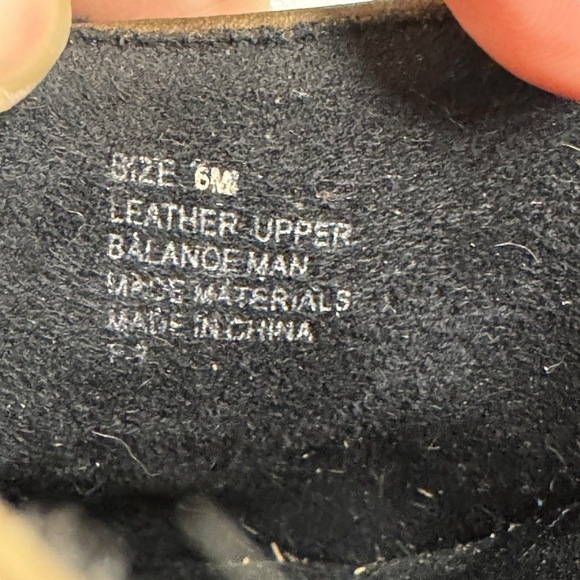 SIZE 6M
LEATHER UPPER
BALANCE MAN
MADE MATERIALS
MADE IN CHINA